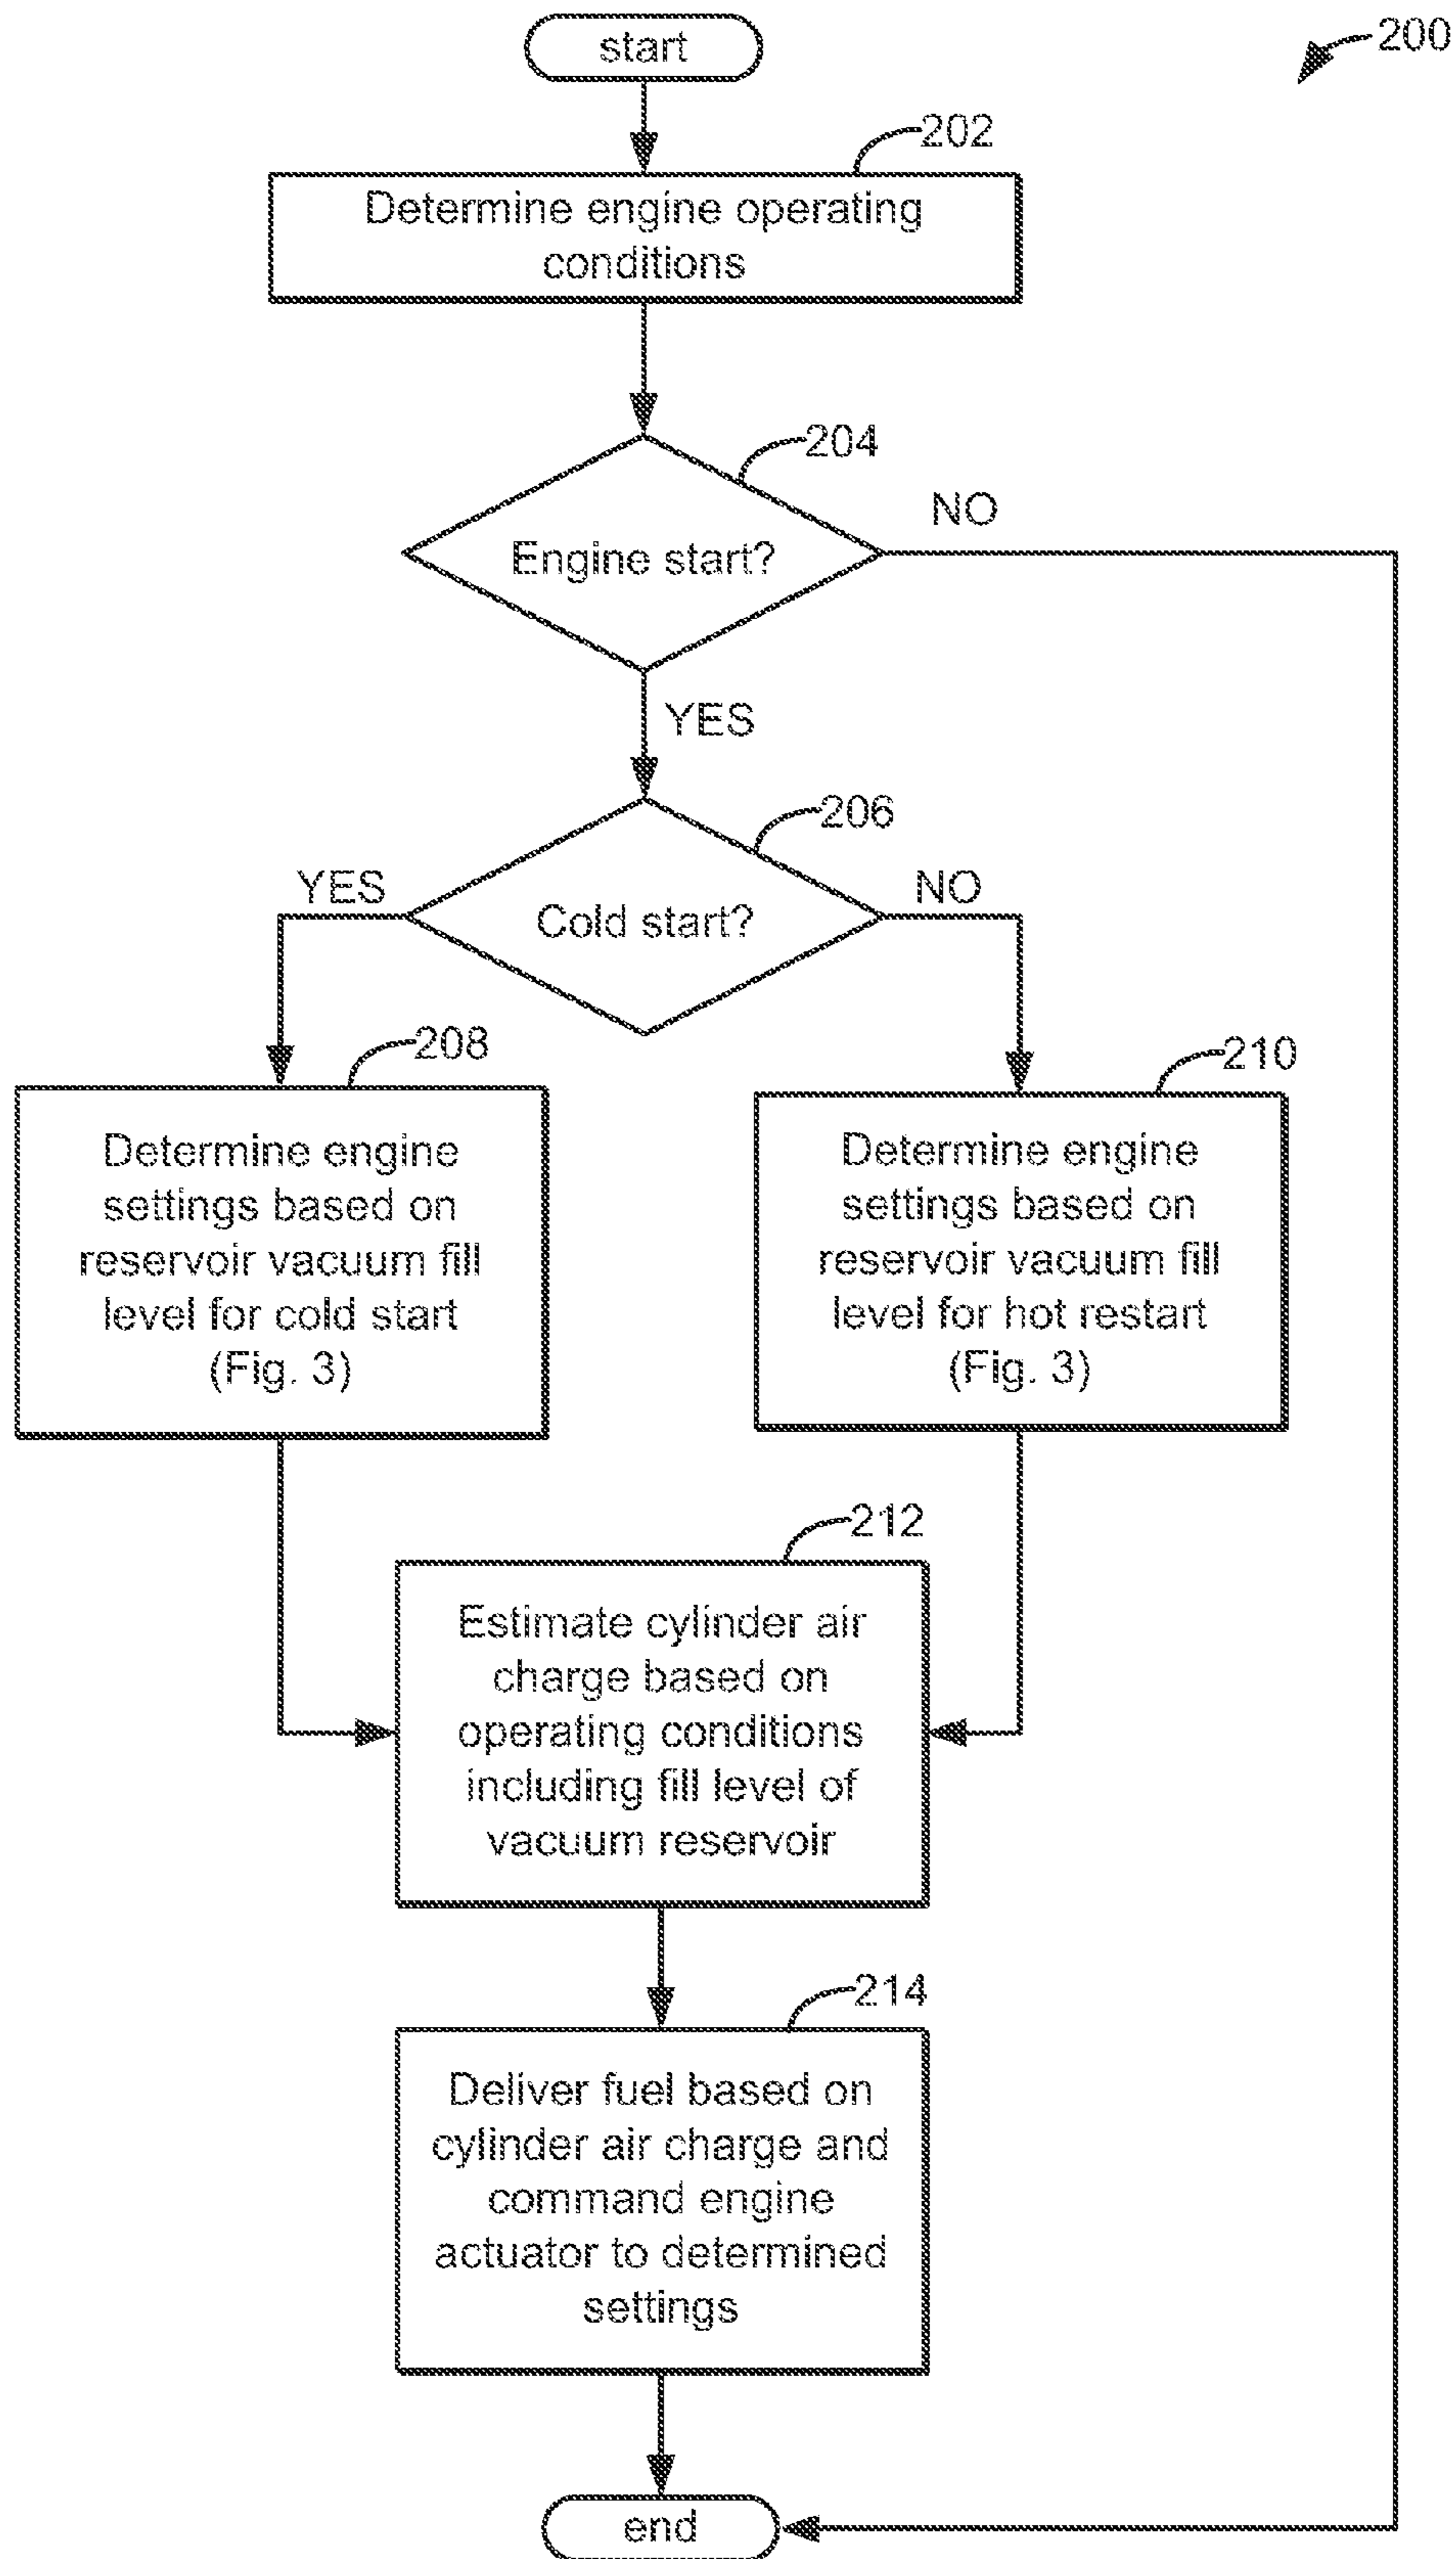 start
200
202
Determine engine operating
conditions
204
NO
Engine start?
YES
206
YES
NO
Cold start?
208
210
Determine engine
settings based on
reservoir vacuum fill
level for cold start
(Fig. 3)
Determine engine
settings based on
reservoir vacuum fill
level for hot restart
(Fig. 3)
212
Estimate cylinder air
charge based on
operating conditions
including fill level of
vacuum reservoir
214
Deliver fuel based on
cylinder air charge and
command engine
actuator to determined
settings
end